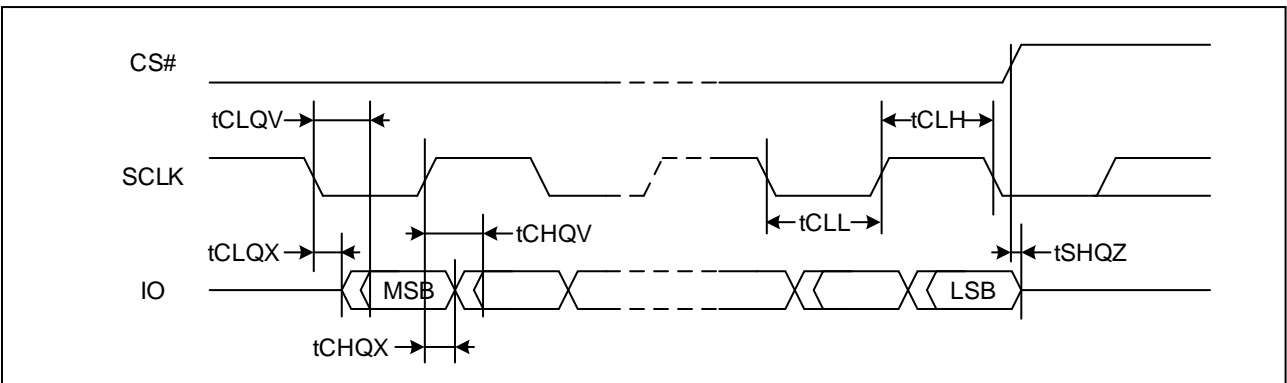 CS#
tCLQV
tCLH
SCLK
tCLL
tCHQV
tCLQX
tSHQZ
IO
MSB
LSB
tCHQX